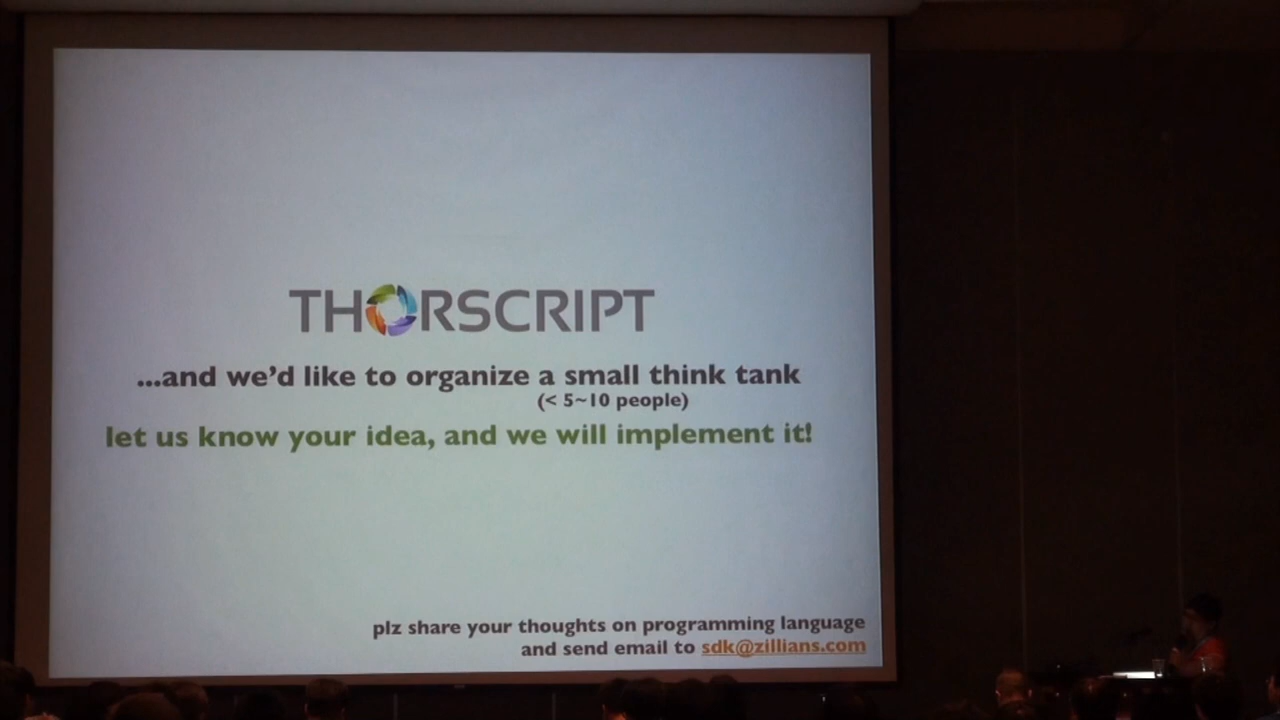 THORSCRIPT
...and we'd like to organize a small think tank
(< 5~10 people)
let us know your idea, and we will implement it!
plz share your thoughts on programming language
and send email to sdk@zillians.com